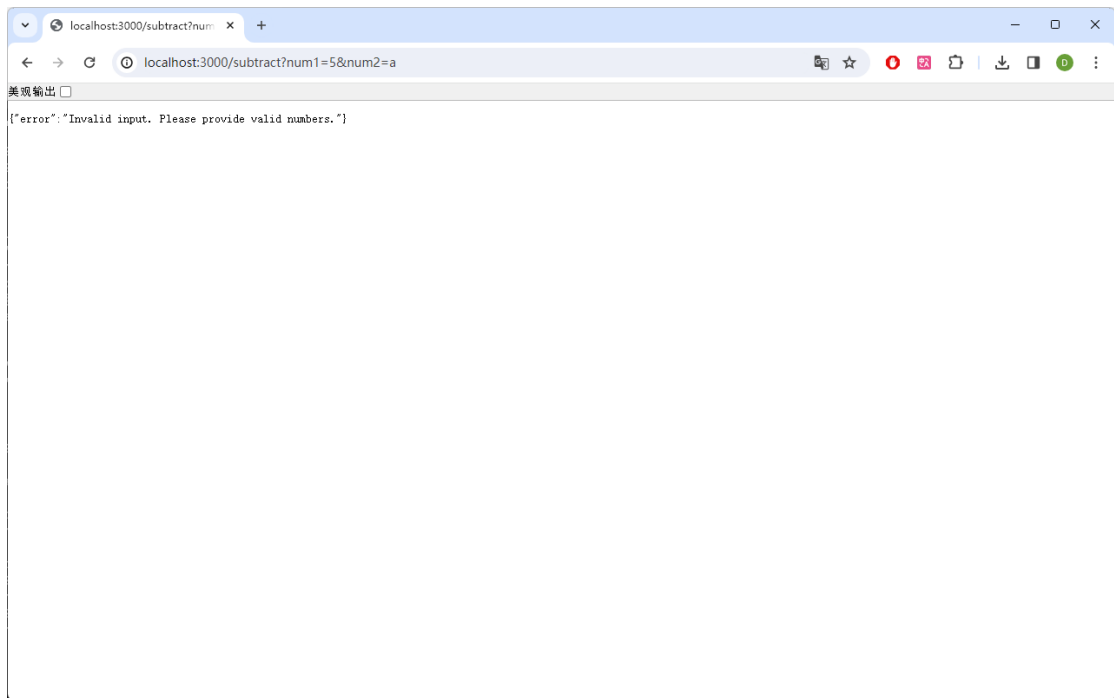 localhost:3000/subtract?num
localhost:3000/subtract?num1=5&num2=a
D
美观输出
{"error":"Invalid input. Please provide valid numbers."}